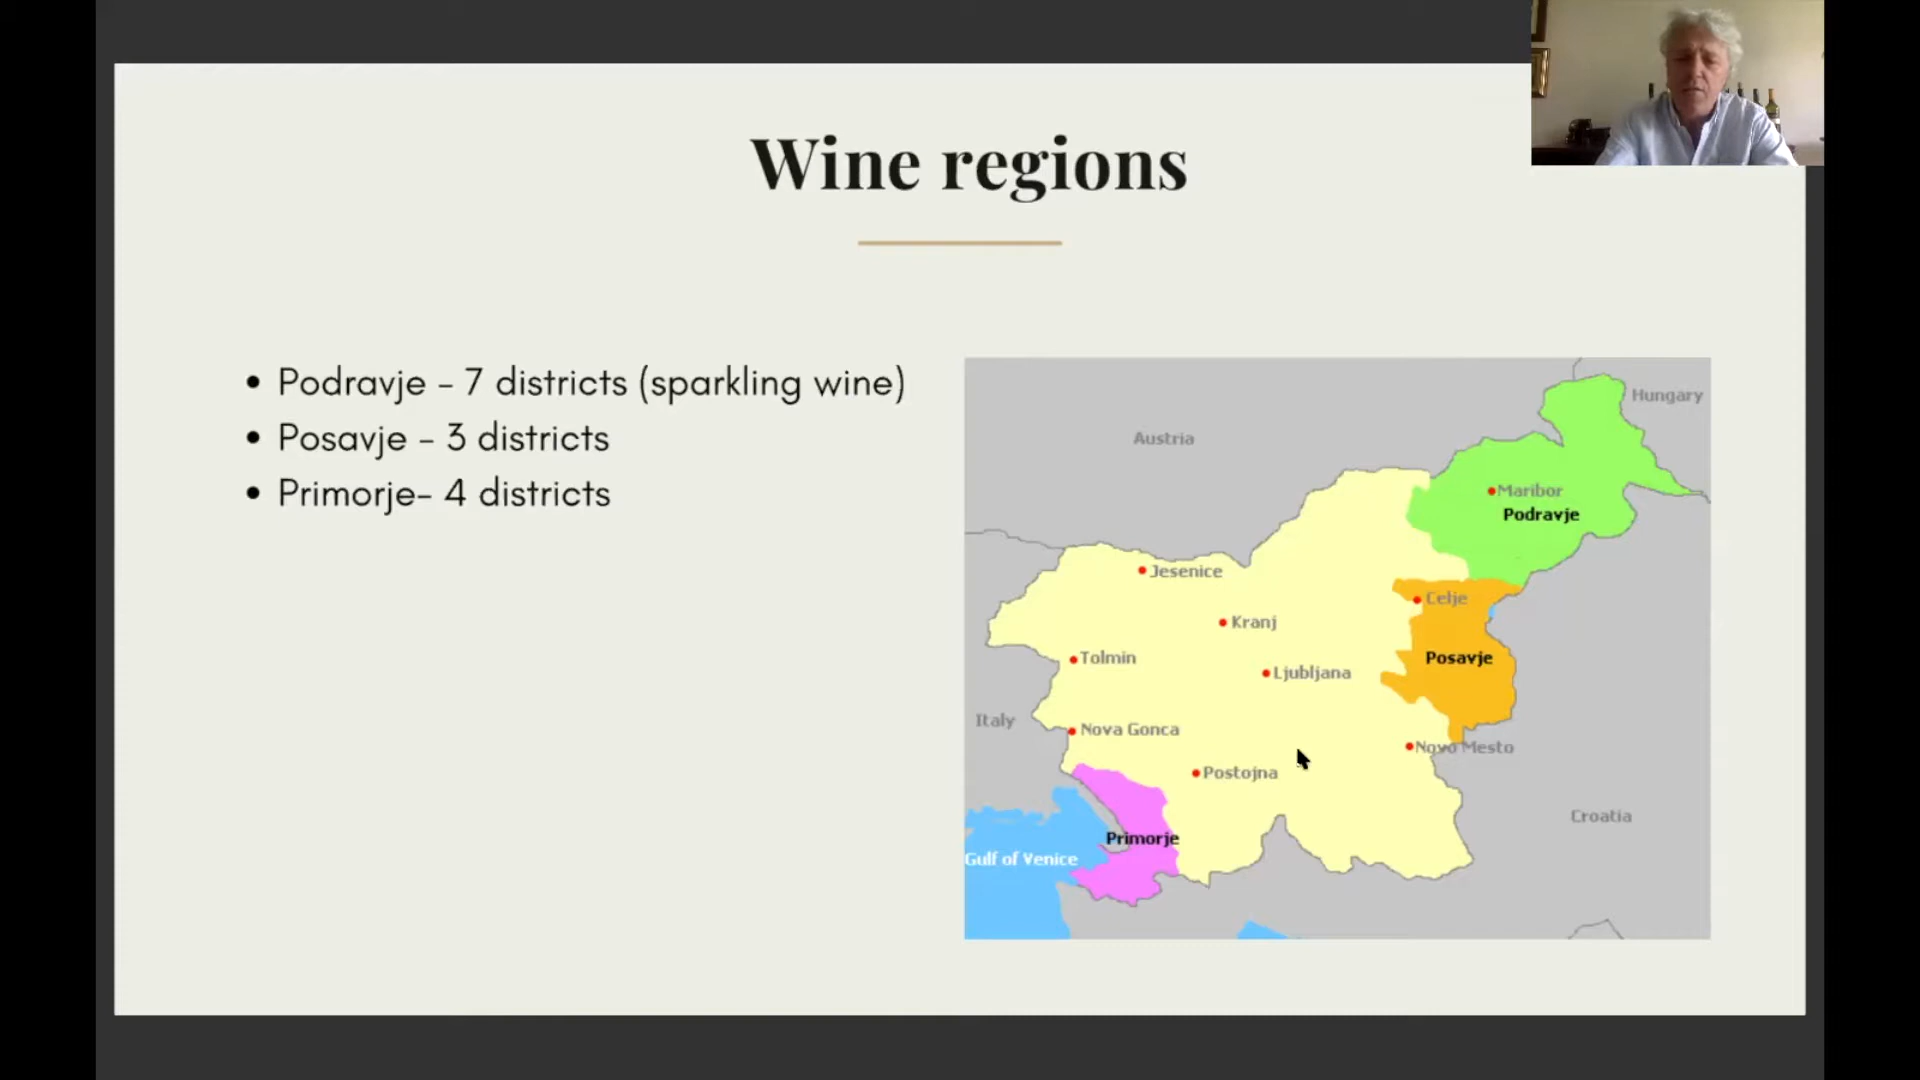 Wine regions
• Podravje - 7 districts (sparkling wine)
• Posavje - 3 districts
• Primorje- 4 districts
Hungary
Austria
Maribor
Podravje
Jesenice
Celje
Kranj
Tolmin
Posavje
Ljubljana
Italy
Nova Gonca
Novo Mesto
Postojna
Croatia
Primorje
Gulf of Venice